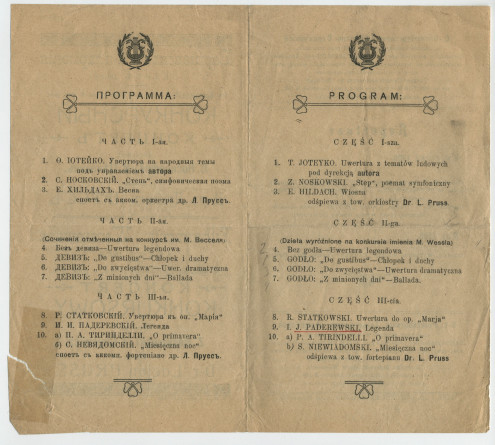 ПРОГРАММА:
ЧАСТЬ I-ая.
1. О. ІОТЕЙКО. Увертюра на народныя темы
подъ управленіемъ автора
2. С. НОСКОВСКІЙ. „Степь", симфоническая поэма
3. Е. ХИЛЬДАХЪ. Весна
споетъ съ акком. оркестра др. Л Пруссъ.
ЧАСТЬ II-ая.
(Сочиненія отмѣченныя на конкурсѣ им. М. Весселя)
4. Безъ девиза—Uwertura legendowa
5. ДЕВИЗЪ: „De gustibus"—Chłopek i duchy
6. ДЕВИЗЪ: „Do zwycięstwa"—Uwer. dramatyczna
7. ДЕВИЗЪ: „Z minionych dni"—Ballada.
ЧАСТЬ III-ья.
8. Р. СТАТКОВСКІЙ. Увертюра къ оп. „Марія"
9. И. И. ПАДЕРЕВСКІЙ. Легенда
10. а) П. А. ТИРИНДЕЛЛИ. „O primavera"
б) С. НЕВЯДОМСКІЙ. „Miesięczna noc"
споетъ съ акком. фортепіано др. Л Пруссъ.
PROGRAM:
CZĘŚĆ I-sza.
1. T. JOTEYKO. Uwertura z tematów ludowych
pod dyrekcją autora
2. Z. NOSKOWSKI. „Step", poemat symfoniczny
3. E. HILDACH. Wiosna
odśpiewa z tow. orkiestry Dr L. Pruss
CZĘŚĆ II-ga.
(Dzieła wyróżnione na konkursie imienia M. Wessla)
4. Bez godła—Uwertura legendowa
5. GODŁO: „De gustibus"—Chłopek i duchy
6. GODŁO: „Do zwycięstwa"—Uwertura dramatyczna
7. GODŁO: „Z minionych dni"—Ballada.
CZĘŚĆ III-cia.
8. R. STATKOWSKI. Uwertura do op. „Marja"
9. I. J. PADEREWSKI. Legenda
10. a) P. A. TIRINDELLI. „O primavera"
b) S. NIEWIADOMSKI. „Miesięczna noc"
odśpiewa z tow. fortepianu Dr L. Pruss